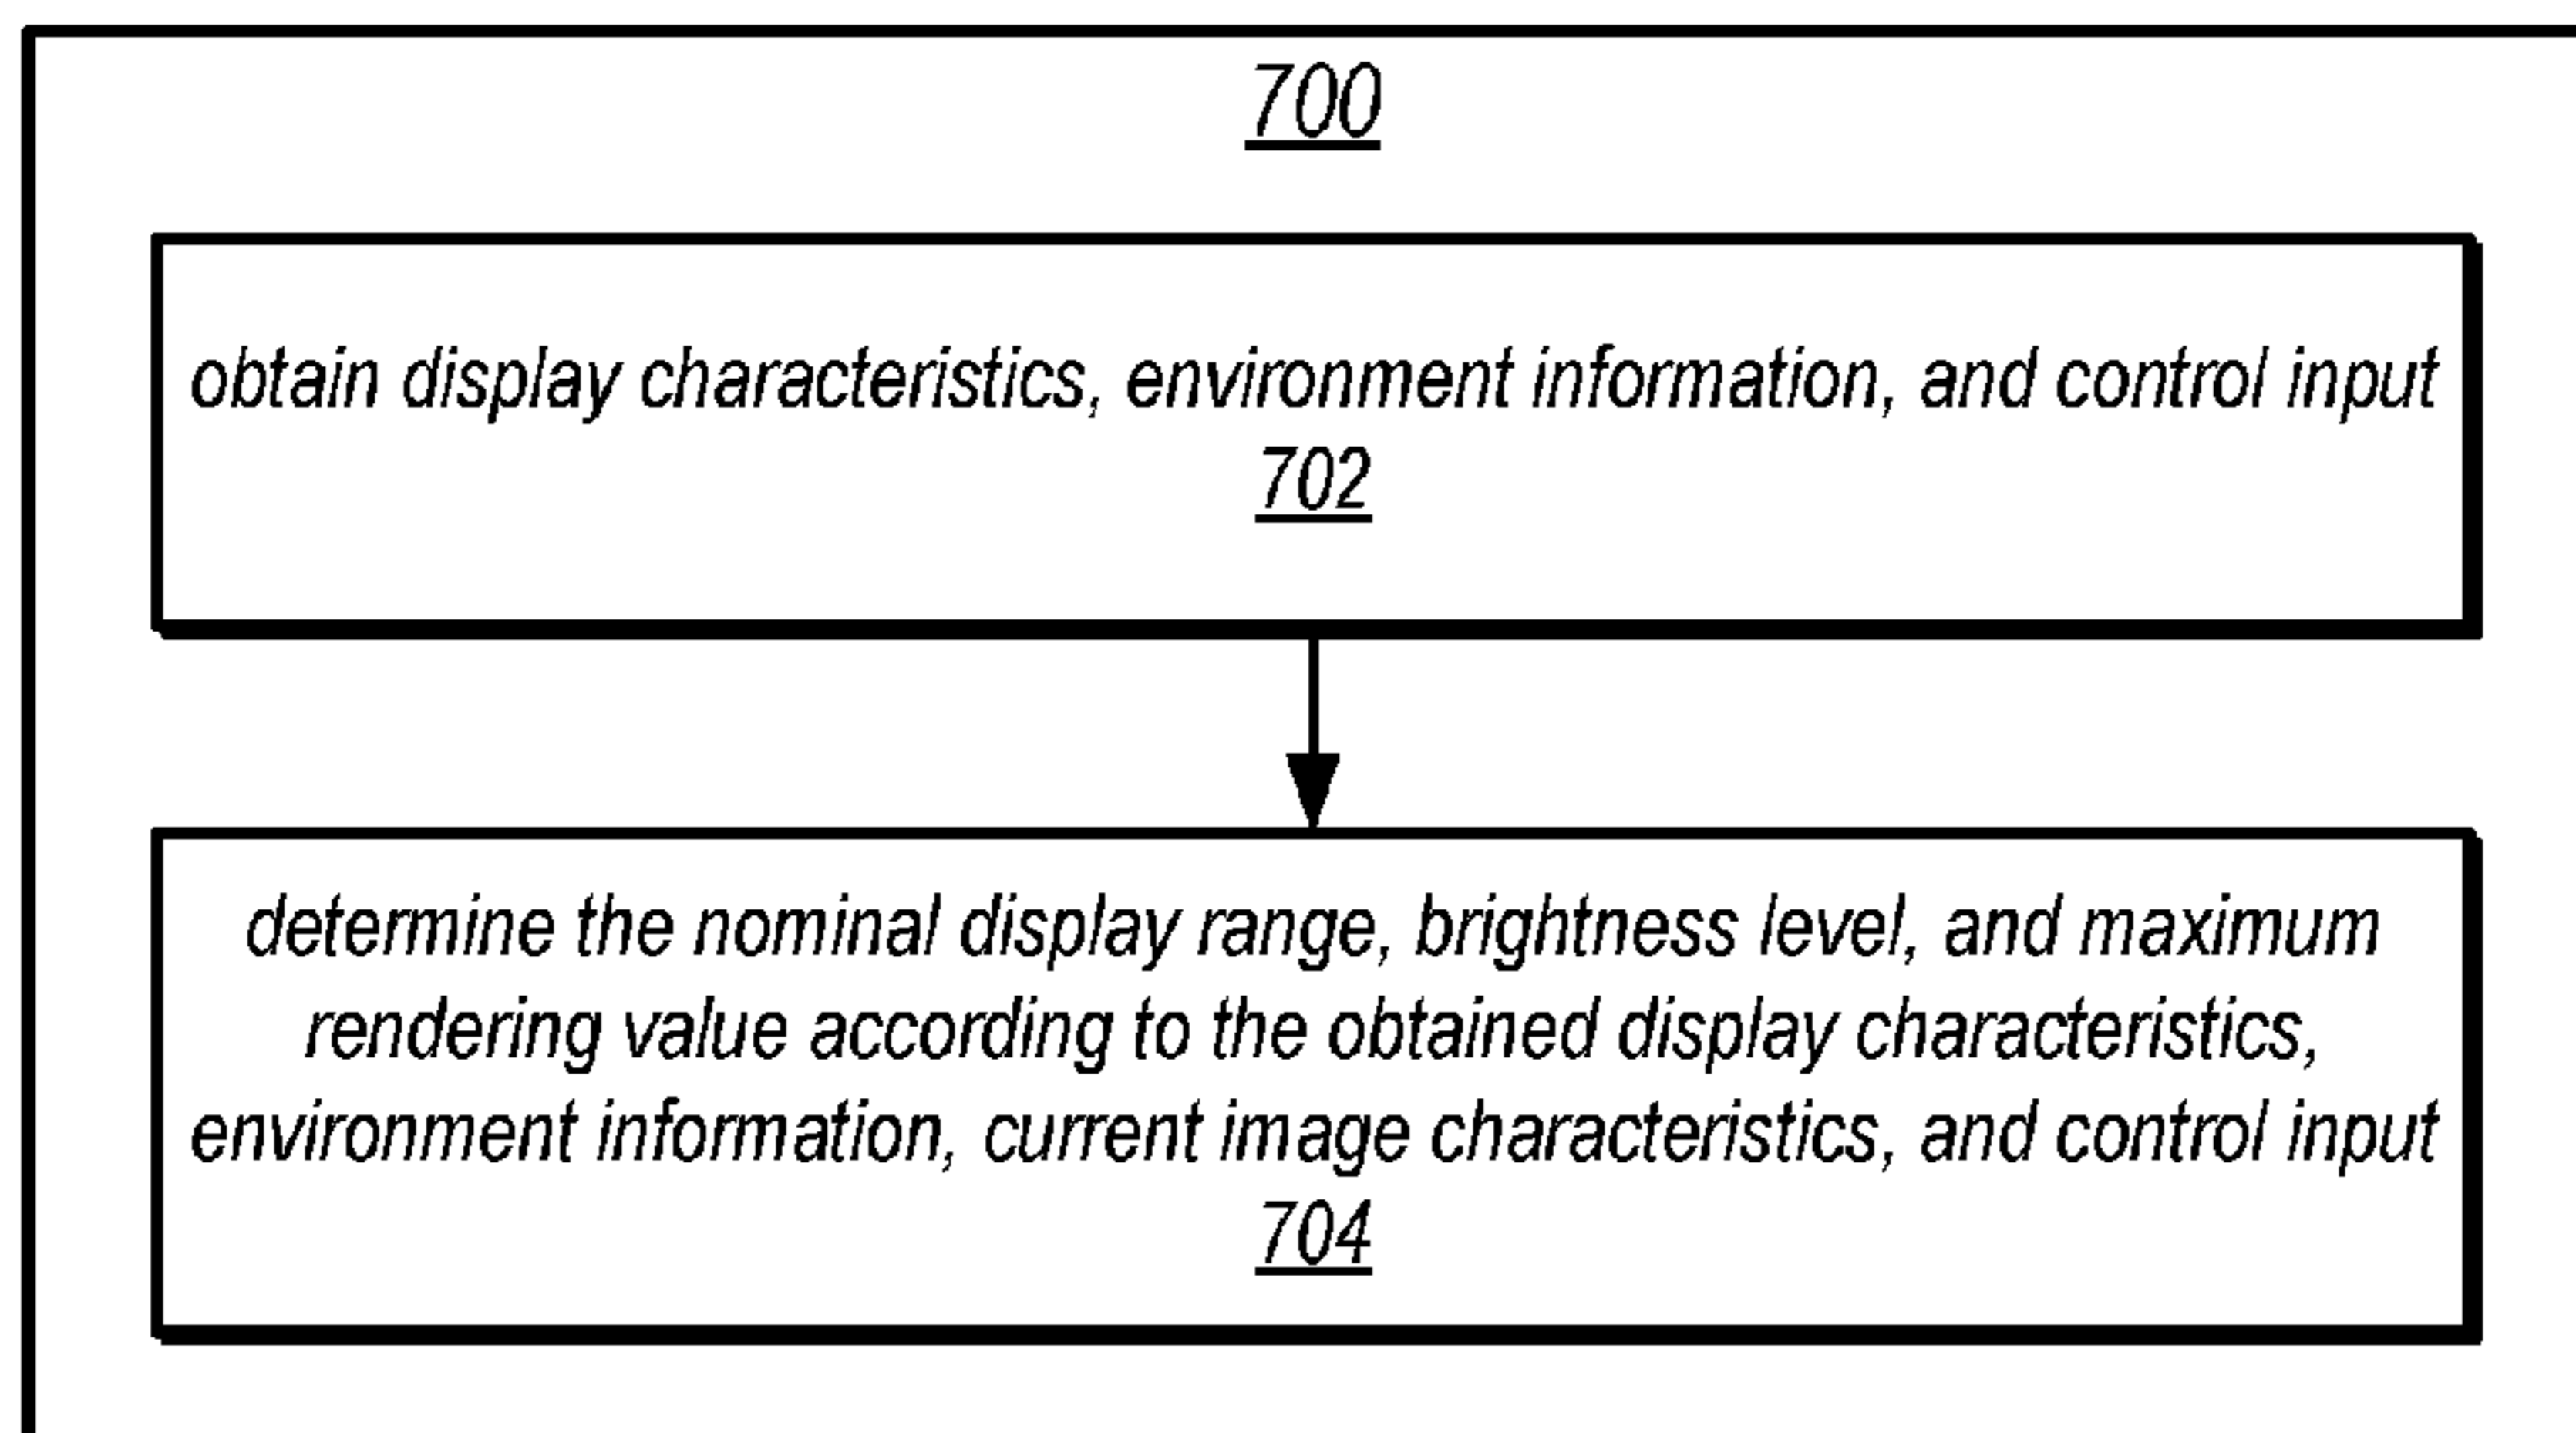 700
obtain display characteristics, environment information, and control input
702
determine the nominal display range, brightness level, and maximum
rendering value according to the obtained display characteristics,
environment information, current image characteristics, and control input
704